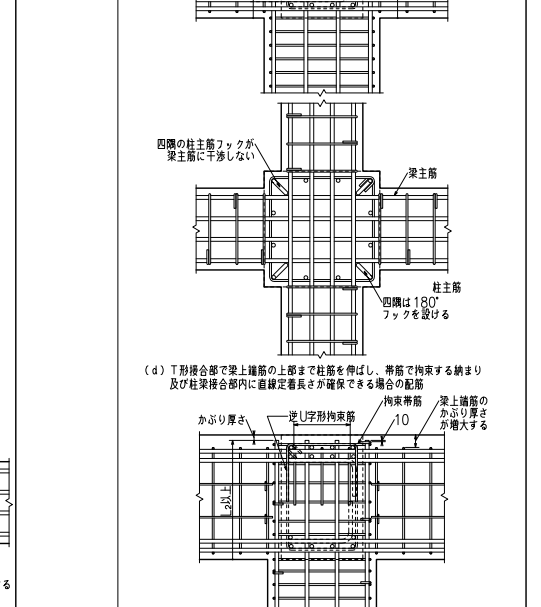 四隅の柱主筋フックが
梁主筋に干渉しない
梁主筋
柱主筋
四隅は180°
フックを設ける
(d) T形接合部で梁上端筋の上部まで柱筋を伸ばし、帯筋で拘束する納まり
及び柱梁接合部内に直線定着長さが確保できる場合の配筋
かぶり厚さ
逆U字形拘束筋
拘束帯筋
10
梁上端筋の
かぶり厚さ
が増大する
L2以上
る